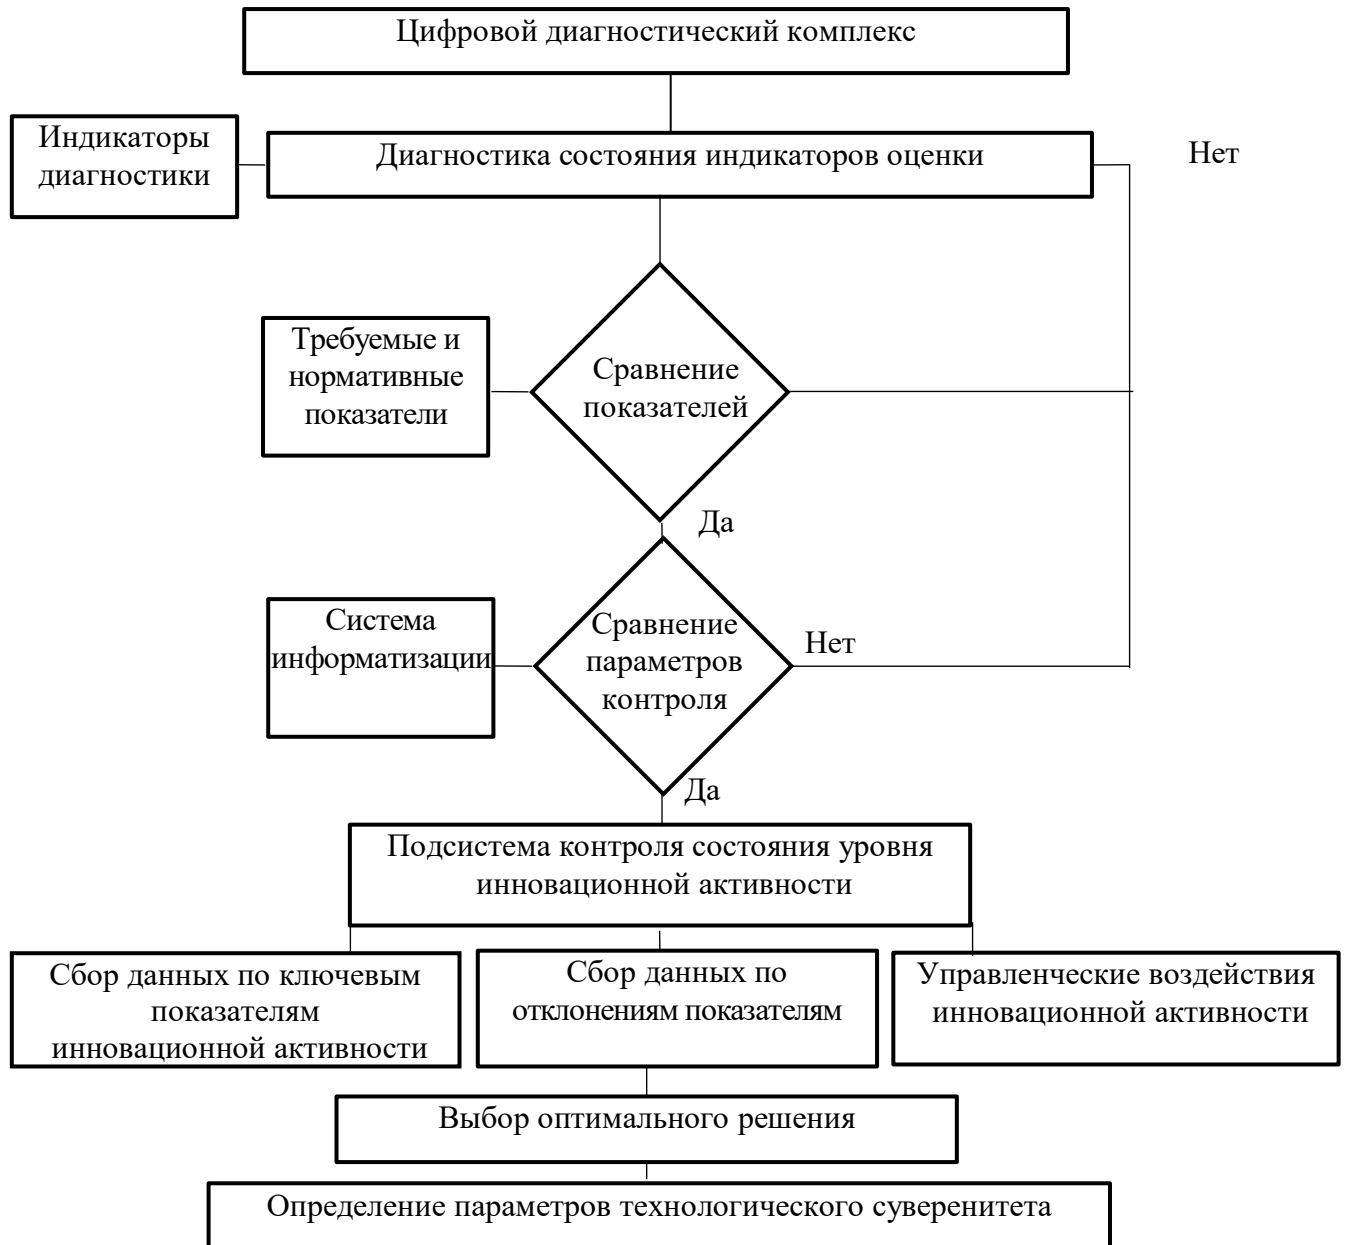 Цифровой диагностический комплекс
Индикаторы
диагностики
Диагностика состояния индикаторов оценки
Нет
Требуемые и
нормативные
показатели
Сравнение
показателей
Да
Система
информатизации
Сравнение
параметров
контроля
Нет
Да
Подсистема контроля состояния уровня
инновационной активности
Сбор данных по ключевым
показателям
инновационной активности
Сбор данных по
отклонениям показателям
Управленческие воздействия
инновационной активности
Выбор оптимального решения
Определение параметров технологического суверенитета